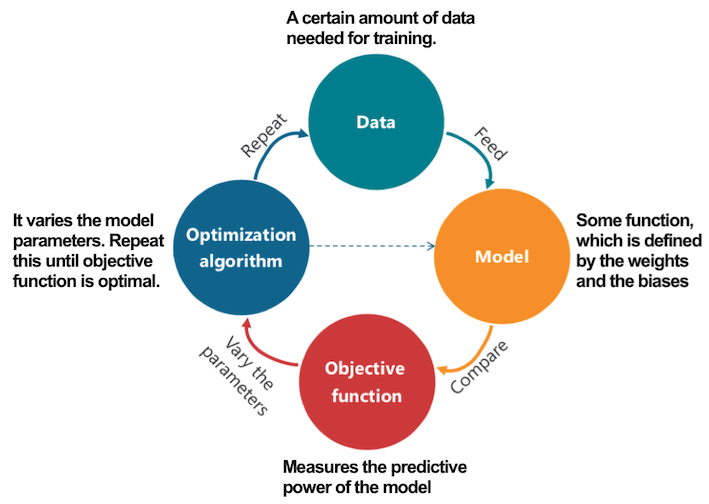 A certain amount of data
needed for training.
Data
Repeat
Feed
It varies the model
parameters. Repeat
this until objective
function is optimal.
Optimization
algorithm
Model
Some function,
which is defined
by the weights
and the biases
Vary the
parameters
Objective
function
Compare
Measures the predictive
power of the model